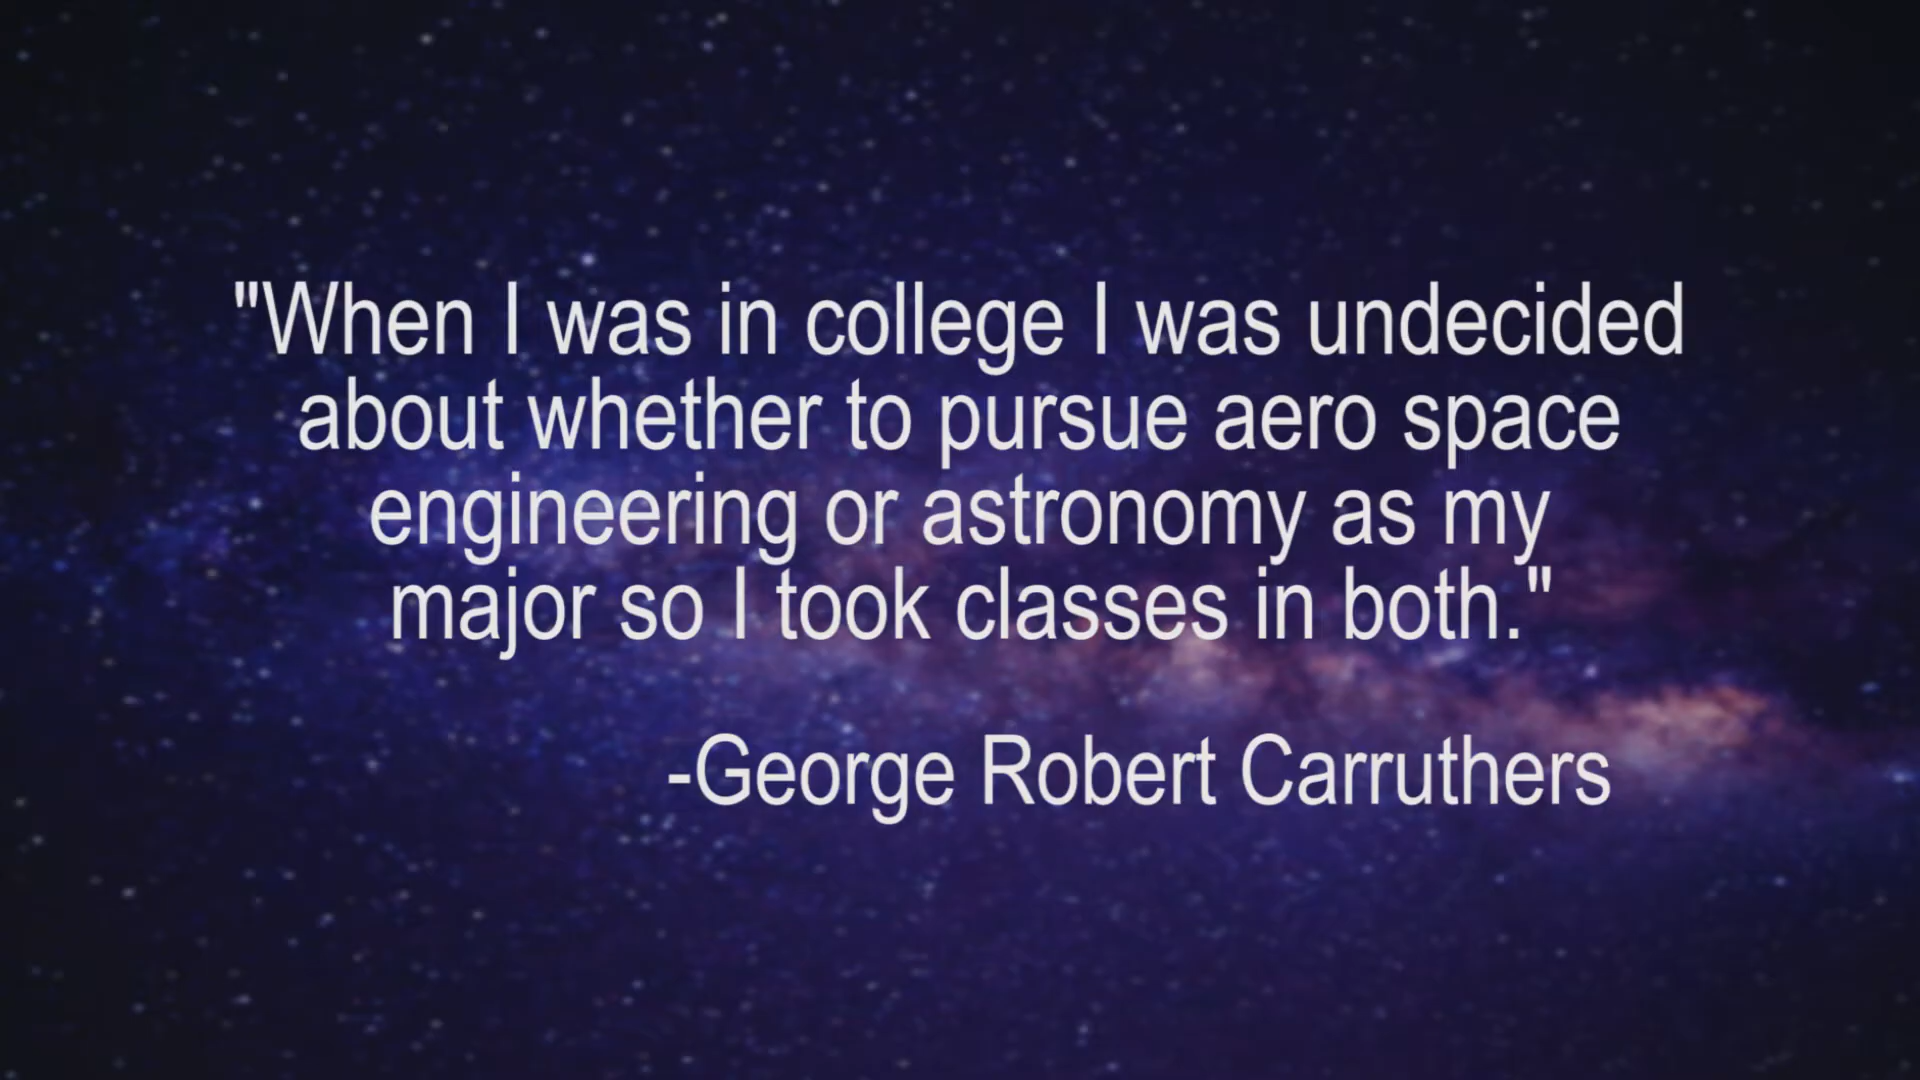 "When I was in college I was undecided
about whether to pursue aero space
engineering or astronomy as my
major so I took classes in both."
-George Robert Carruthers